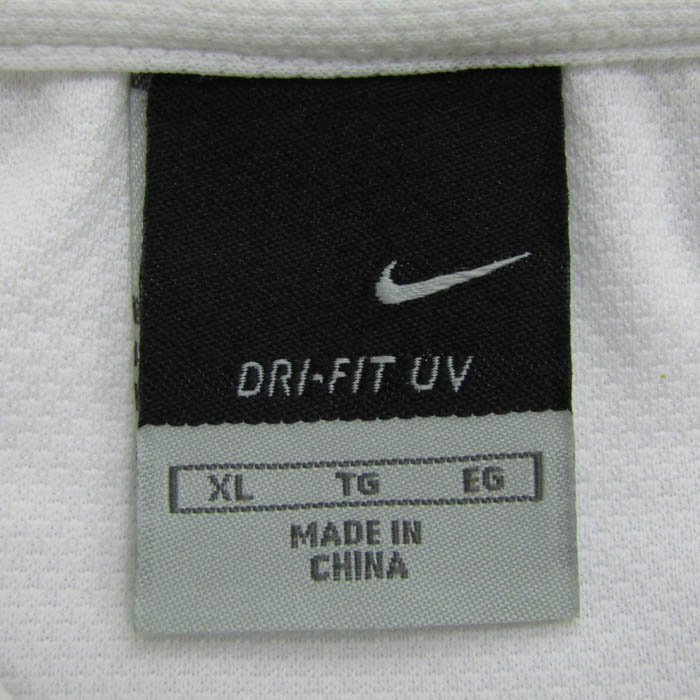 DRI-FIT UV
XL TG EG
MADE IN
CHINA